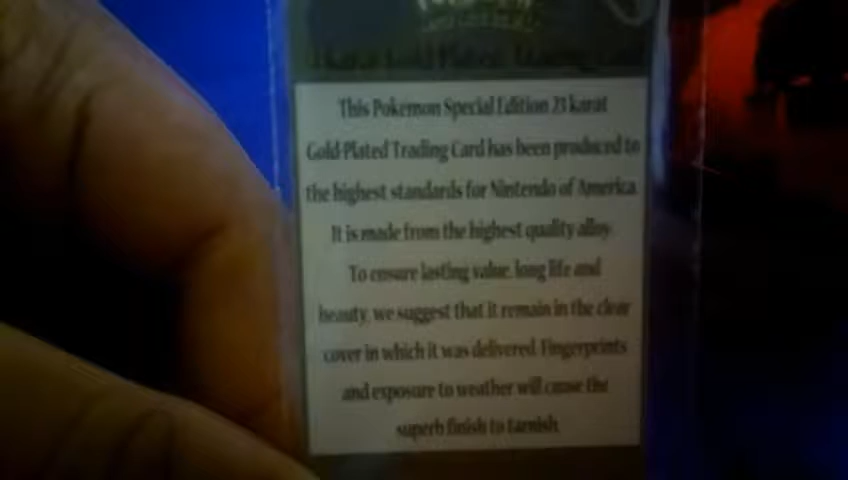 This Pokemon Special Edition 23 karat
Gold-Plated Trading Card has been produced to
the highest standards for Nintendo of America.
It is made from the highest quality alloy.
To ensure lasting value, long life and
beauty, we suggest that it remain in the clear
cover in which it was delivered. Fingerprints
and exposure to weather will cause the
superb finish to tarnish.